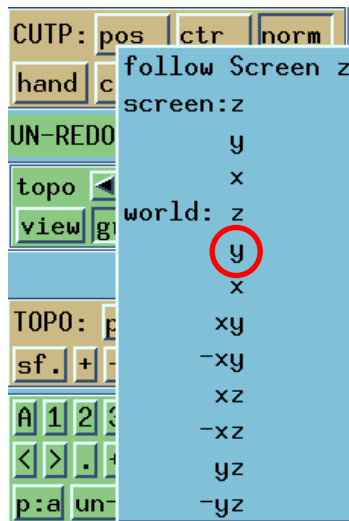 CUTP: pos ctr norm
hand c
follow Screen z
screen:z
y
x
world: z
y
x
xy
-xy
xz
-xz
yz
-yz
UN-REDO
topo
view
TOPO:
sf. + -
A 1 2 3
< > . +
p:a un-